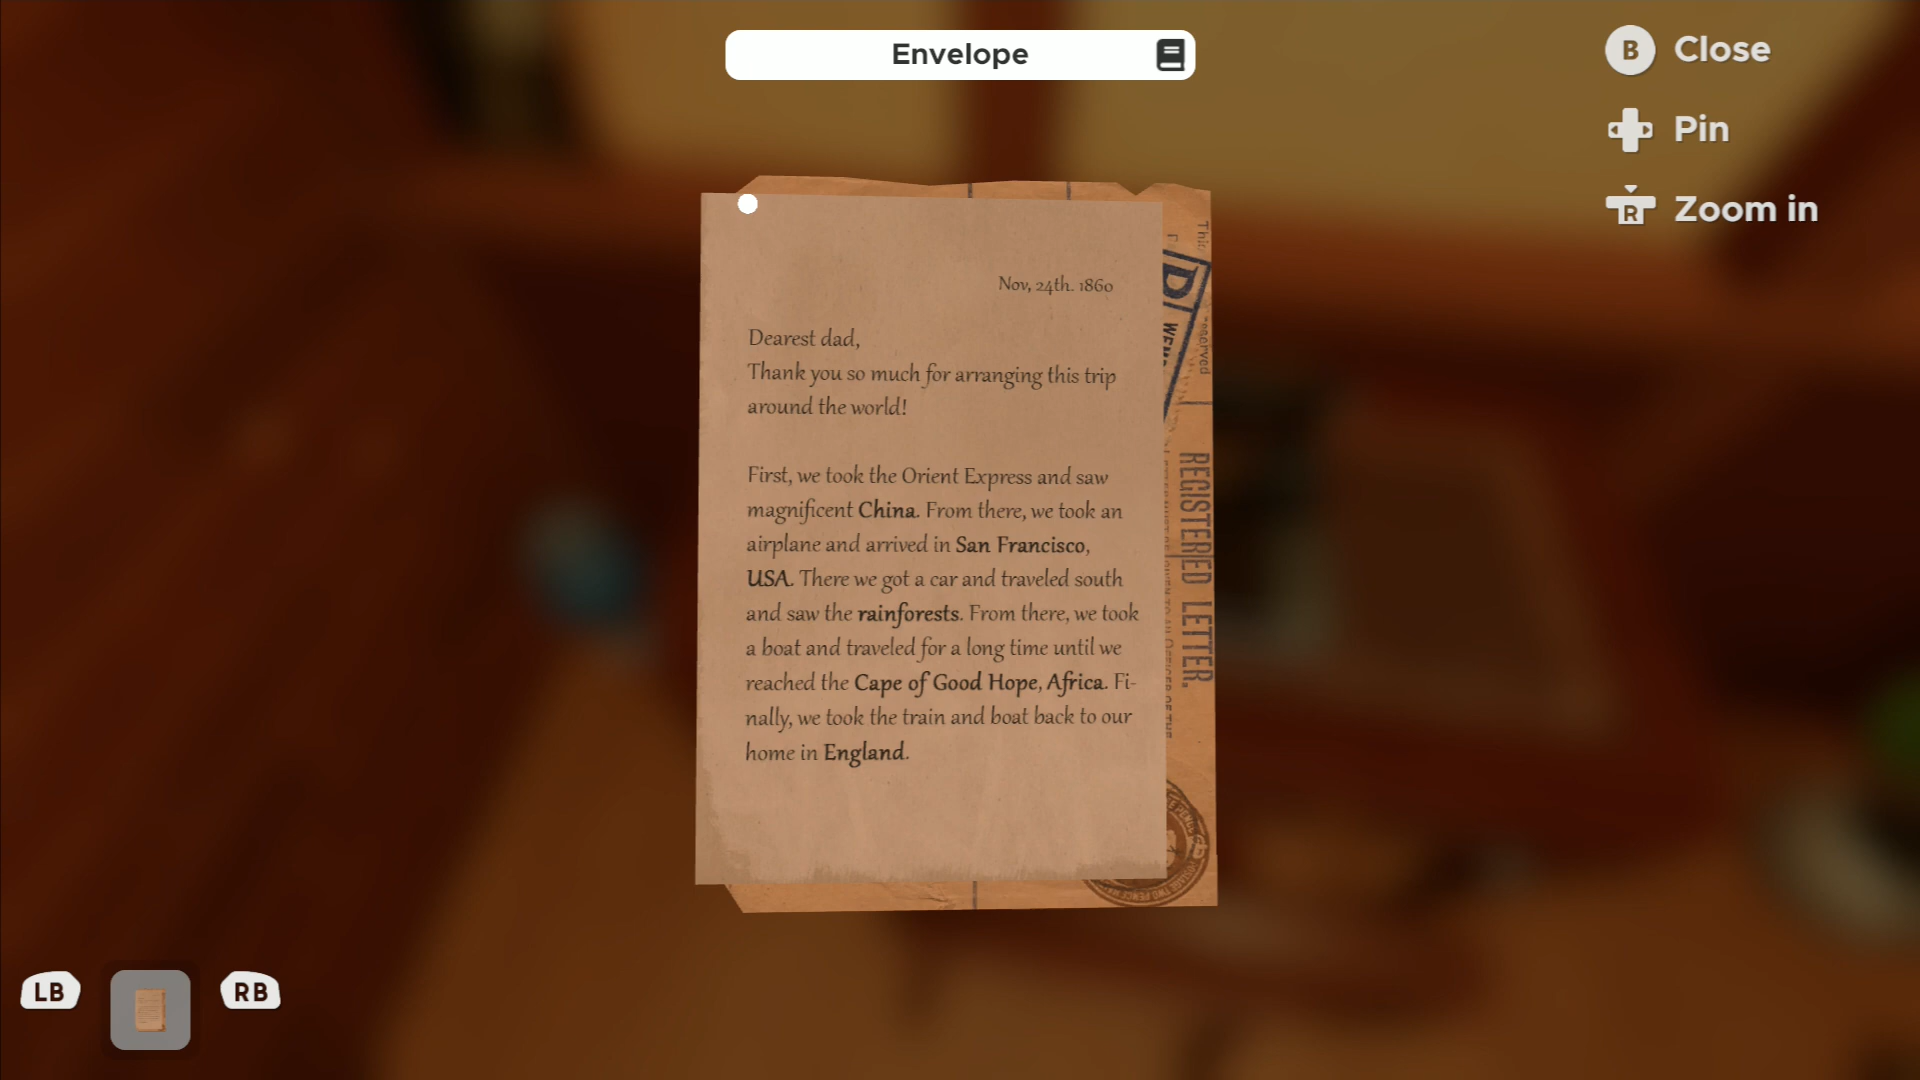 Envelope
B Close
Pin
R Zoom in
Nov, 24th. 1860
Dearest dad,
Thank you so much for arranging this trip
around the world!
First, we took the Orient Express and saw
magnificent China. From there, we took an
airplane and arrived in San Francisco,
USA. There we got a car and traveled south
and saw the rainforests. From there, we took
a boat and traveled for a long time until we
reached the Cape of Good Hope, Africa. Fi-
nally, we took the train and boat back to our
home in England.
D
REGISTERED LETTER.
LB
RB